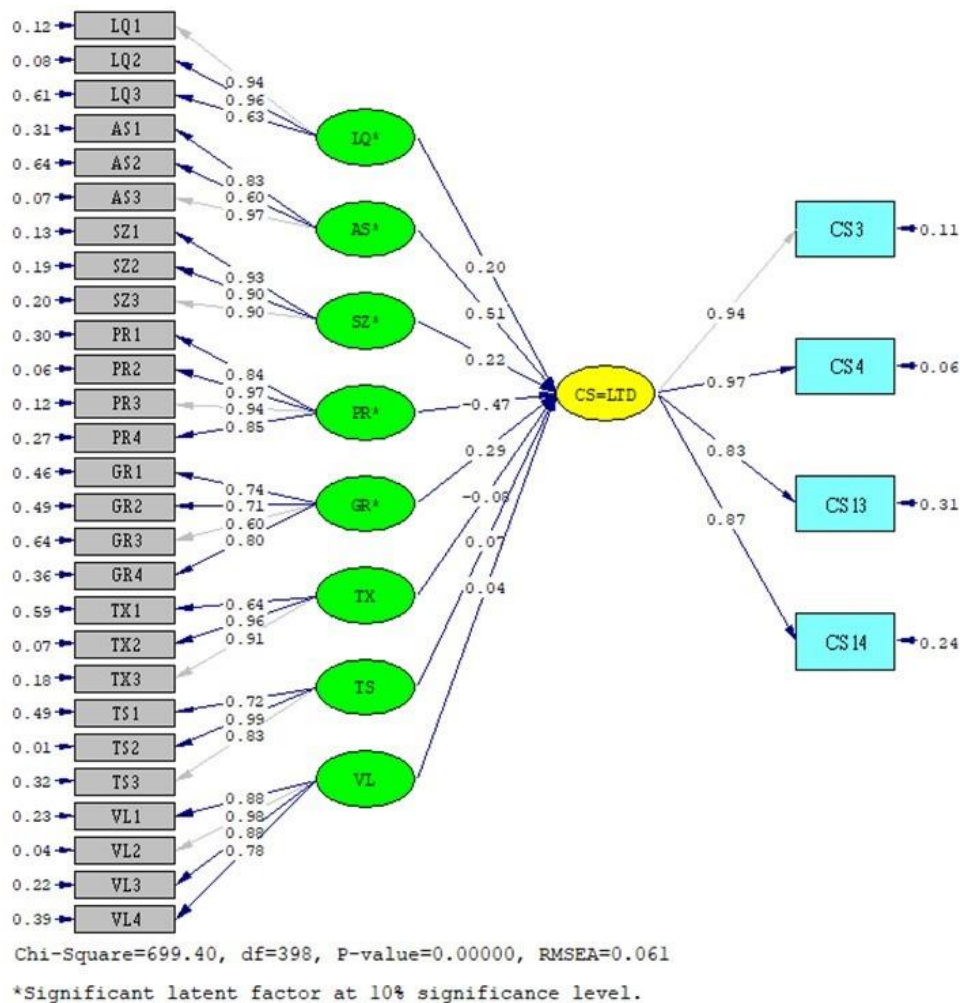 0.12 LQ1
0.08 LQ2
0.61 LQ3
0.31 AS1
0.64 AS2
0.07 AS3
0.13 SZ1
0.19 SZ2
0.20 SZ3
0.30 PR1
0.06 PR2
0.12 PR3
0.27 PR4
0.46 GR1
0.49 GR2
0.64 GR3
0.36 GR4
0.59 TX1
0.07 TX2
0.18 TX3
0.49 TS1
0.01 TS2
0.32 TS3
0.23 VL1
0.04 VL2
0.22 VL3
0.39 VL4
0.94
0.96
0.63
0.83
0.60
0.97
0.93
0.90
0.90
0.84
0.97
0.94
0.85
0.74
0.71
0.60
0.80
0.64
0.96
0.91
0.72
0.99
0.83
0.88
0.98
0.88
0.78
LQ*
AS*
SZ*
PR*
GR*
TX
TS
VL
0.20
0.51
0.22
-0.47
0.29
-0.08
0.07
0.04
CS=LTD
0.94
0.97
0.83
0.87
CS3 0.11
CS4 0.06
CS13 0.31
CS14 0.24
Chi-Square=699.40, df=398, P-value=0.00000, RMSEA=0.061
*Significant latent factor at 10% significance level.